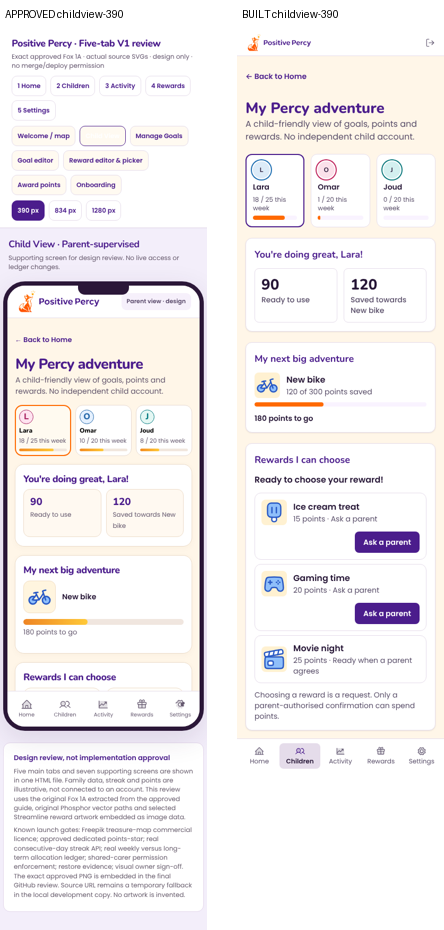 APPROVED childview-390
Positive Percy · Five-tab V1 review
Exact approved Fox 1A · actual source SVGs · design only · no merge/deploy permission
1 Home
2 Children
3 Activity
4 Rewards
5 Settings
Welcome / map
Manage Goals
Goal editor
Reward editor & picker
Award points
Onboarding
390 px
834 px
1280 px
Child View · Parent-supervised
Supporting screen for design review. No live access or
ledger changes.
Positive Percy
Parent view · design
← Back to Home
My Percy adventure
A child-friendly view of goals, points and
rewards. No independent child account.
L
Lara
18 / 25 this week
O
Omar
10 / 20 this week
J
Joud
8 / 20 this week
You're doing great, Lara!
90
Ready to use
120
Saved towards New
bike
My next big adventure
New bike
180 points to go
Rewards I can choose
Home
Children
Activity
Rewards
Settings
Design review, not implementation approval
Five main tabs and seven supporting screens are shown
in one HTML file. Family data, streak and points are
illustrative, not connected to an account. This review
uses the original Fox 1A extracted from the approved
guide, original Phosphor vector paths and selected
Streamline reward artwork embedded as image data.
Known launch gates: Freepik treasure-map commercial
licence; approved dedicated points-star; real
consecutive-day streak API; real weekly versus long-
term allocation ledger; shared-carer permission
enforcement; restore evidence; visual owner sign-off.
The exact approved PNG is embedded in the final
GitHub review. Source URL remains a temporary fallback
in the local development copy. No artwork is invented.
BUILT childview-390
Positive Percy
← Back to Home
My Percy adventure
A child-friendly view of goals, points and
rewards. No independent child account.
L
Lara
18 / 25 this
week
O
Omar
1 / 20 this
week
J
Joud
0 / 20 this
week
You're doing great, Lara!
90
Ready to use
120
Saved towards
New bike
My next big adventure
New bike
120 of 300 points saved
180 points to go
Rewards I can choose
Ready to choose your reward!
Ice cream treat
15 points · Ask a parent
Ask a parent
Gaming time
20 points · Ask a parent
Ask a parent
Movie night
25 points · Ready when a parent
agrees
Choosing a reward is a request. Only a
parent-authorised confirmation can spend
points.
Home
Children
Activity
Rewards
Settings